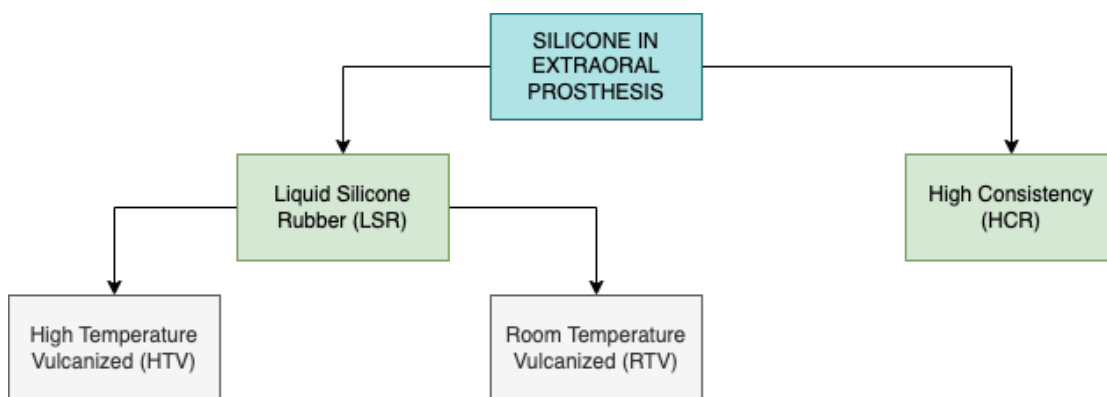 SILICONE IN
EXTRAORAL
PROSTHESIS
Liquid Silicone
Rubber (LSR)
High Consistency
(HCR)
High Temperature
Vulcanized (HTV)
Room Temperature
Vulcanized (RTV)